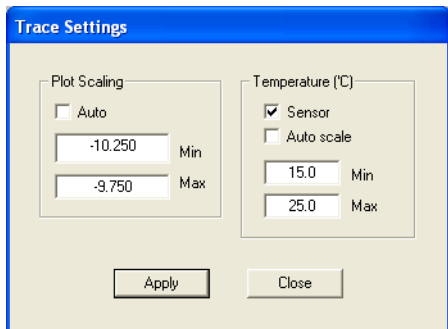 Trace Settings
Plot Scaling
Auto
-10.250 Min
-9.750 Max
Temperature ('C)
Sensor
Auto scale
15.0 Min
25.0 Max
Apply
Close